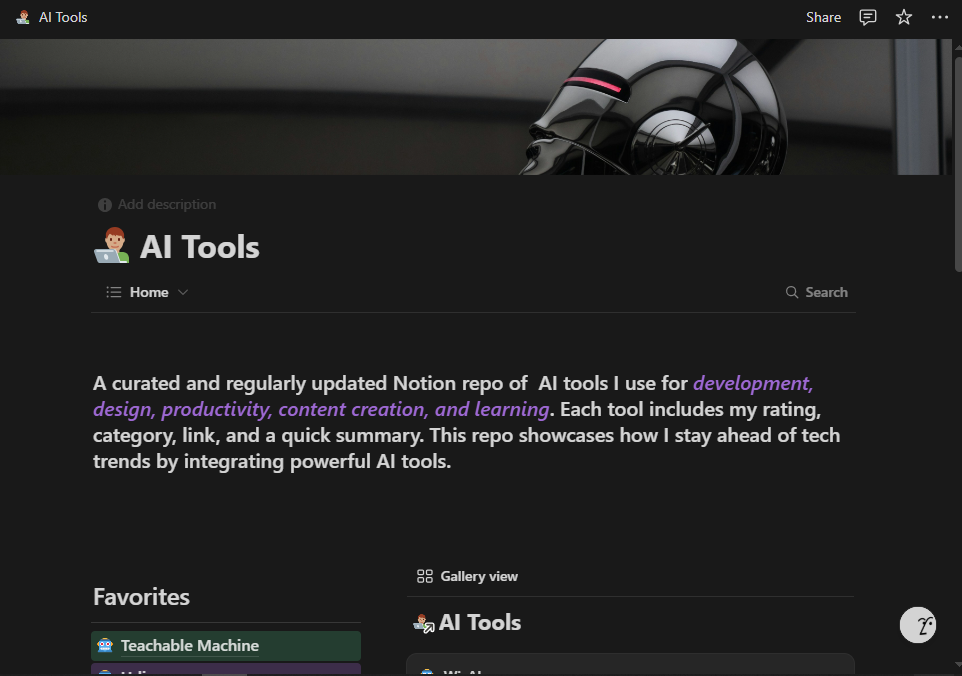 AI Tools
Share
Add description
AI Tools
Home
Search
A curated and regularly updated Notion repo of  AI tools I use for development,
design, productivity, content creation, and learning. Each tool includes my rating,
category, link, and a quick summary. This repo showcases how I stay ahead of tech
trends by integrating powerful AI tools.
Gallery view
Favorites
AI Tools
Teachable Machine